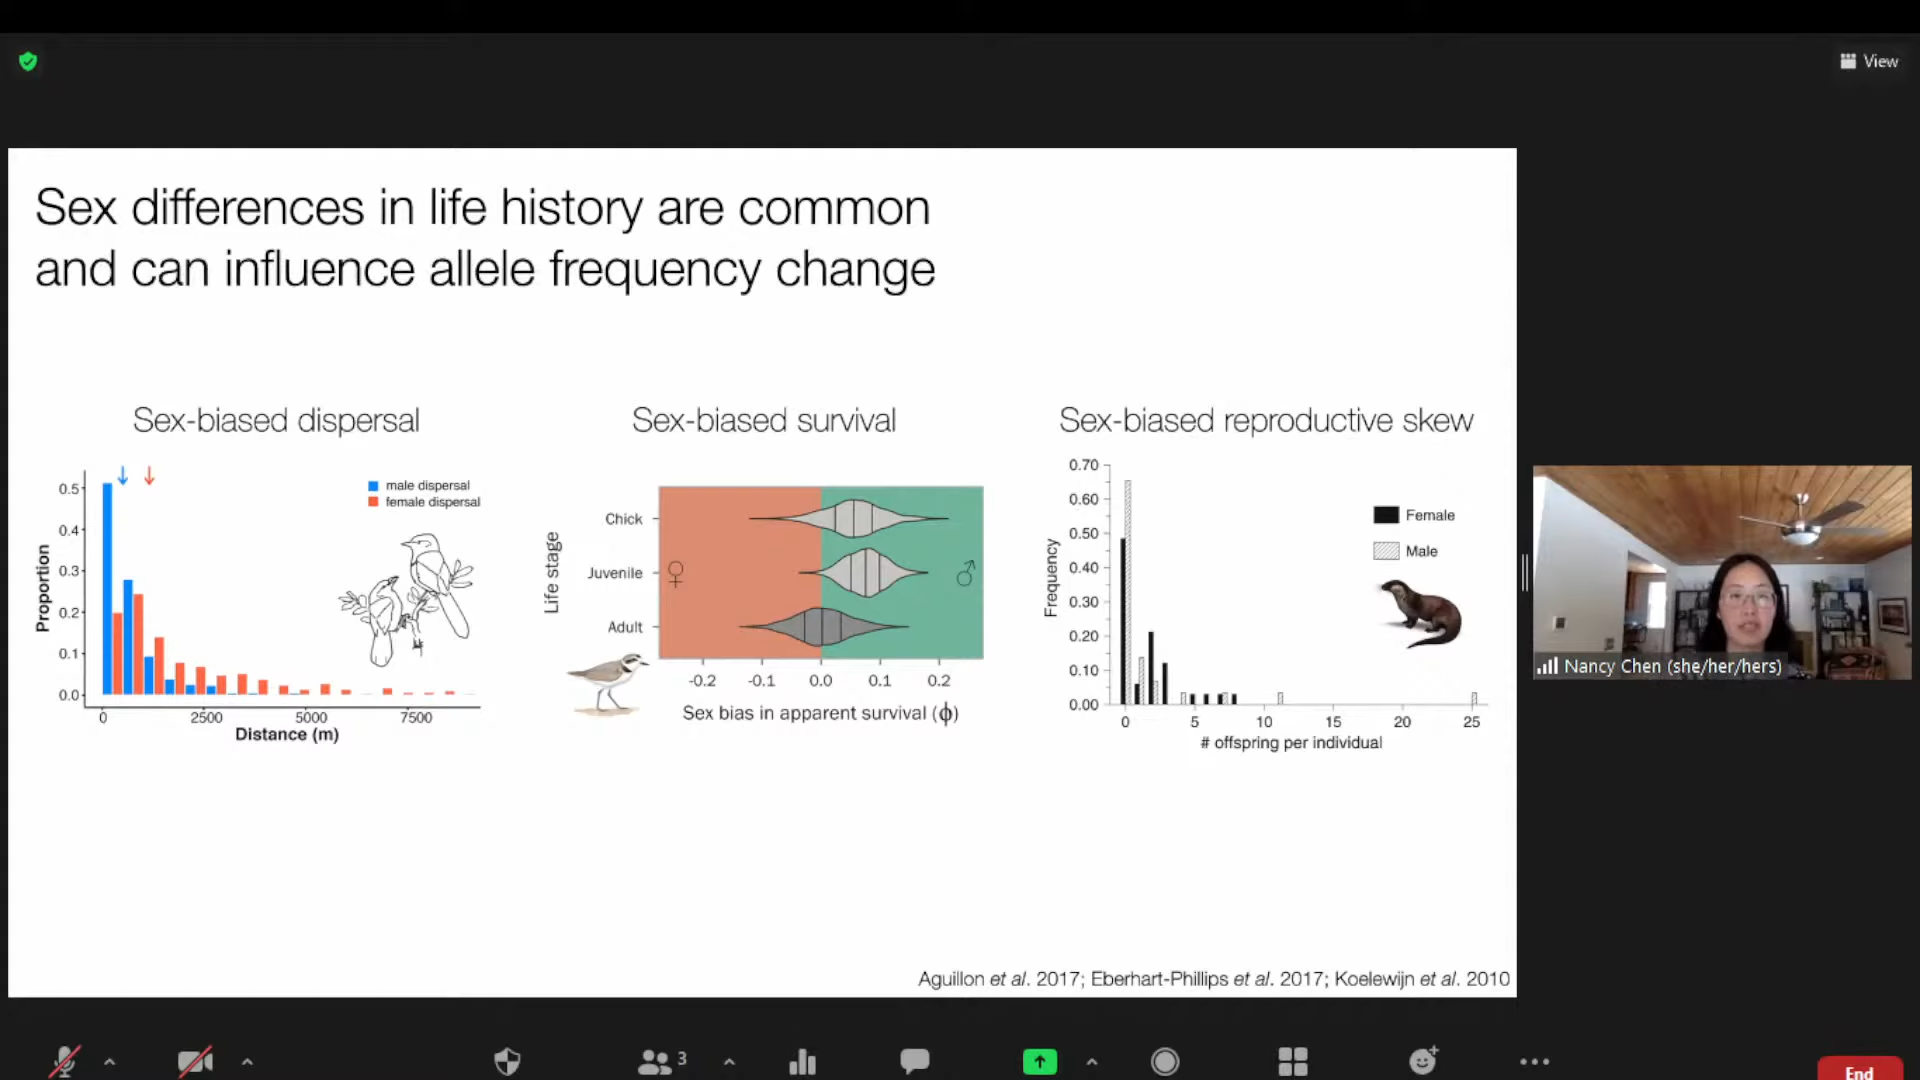 View
Sex differences in life history are common
and can influence allele frequency change
Sex-biased dispersal
0.5
0.4
0.3
0.2
0.1
0.0
Proportion
male dispersal
female dispersal
0 2500 5000 7500
Distance (m)
Sex-biased survival
Life stage
Chick
Juvenile
Adult
♀
♂
-0.2 -0.1 0.0 0.1 0.2
Sex bias in apparent survival (ϕ)
Sex-biased reproductive skew
0.70
0.60
0.50
0.40
0.30
0.20
0.10
0.00
Frequency
Female
Male
0 5 10 15 20 25
# offspring per individual
Aguillon et al. 2017; Eberhart-Phillips et al. 2017; Koelewijn et al. 2010
Nancy Chen (she/her/hers)
3
End